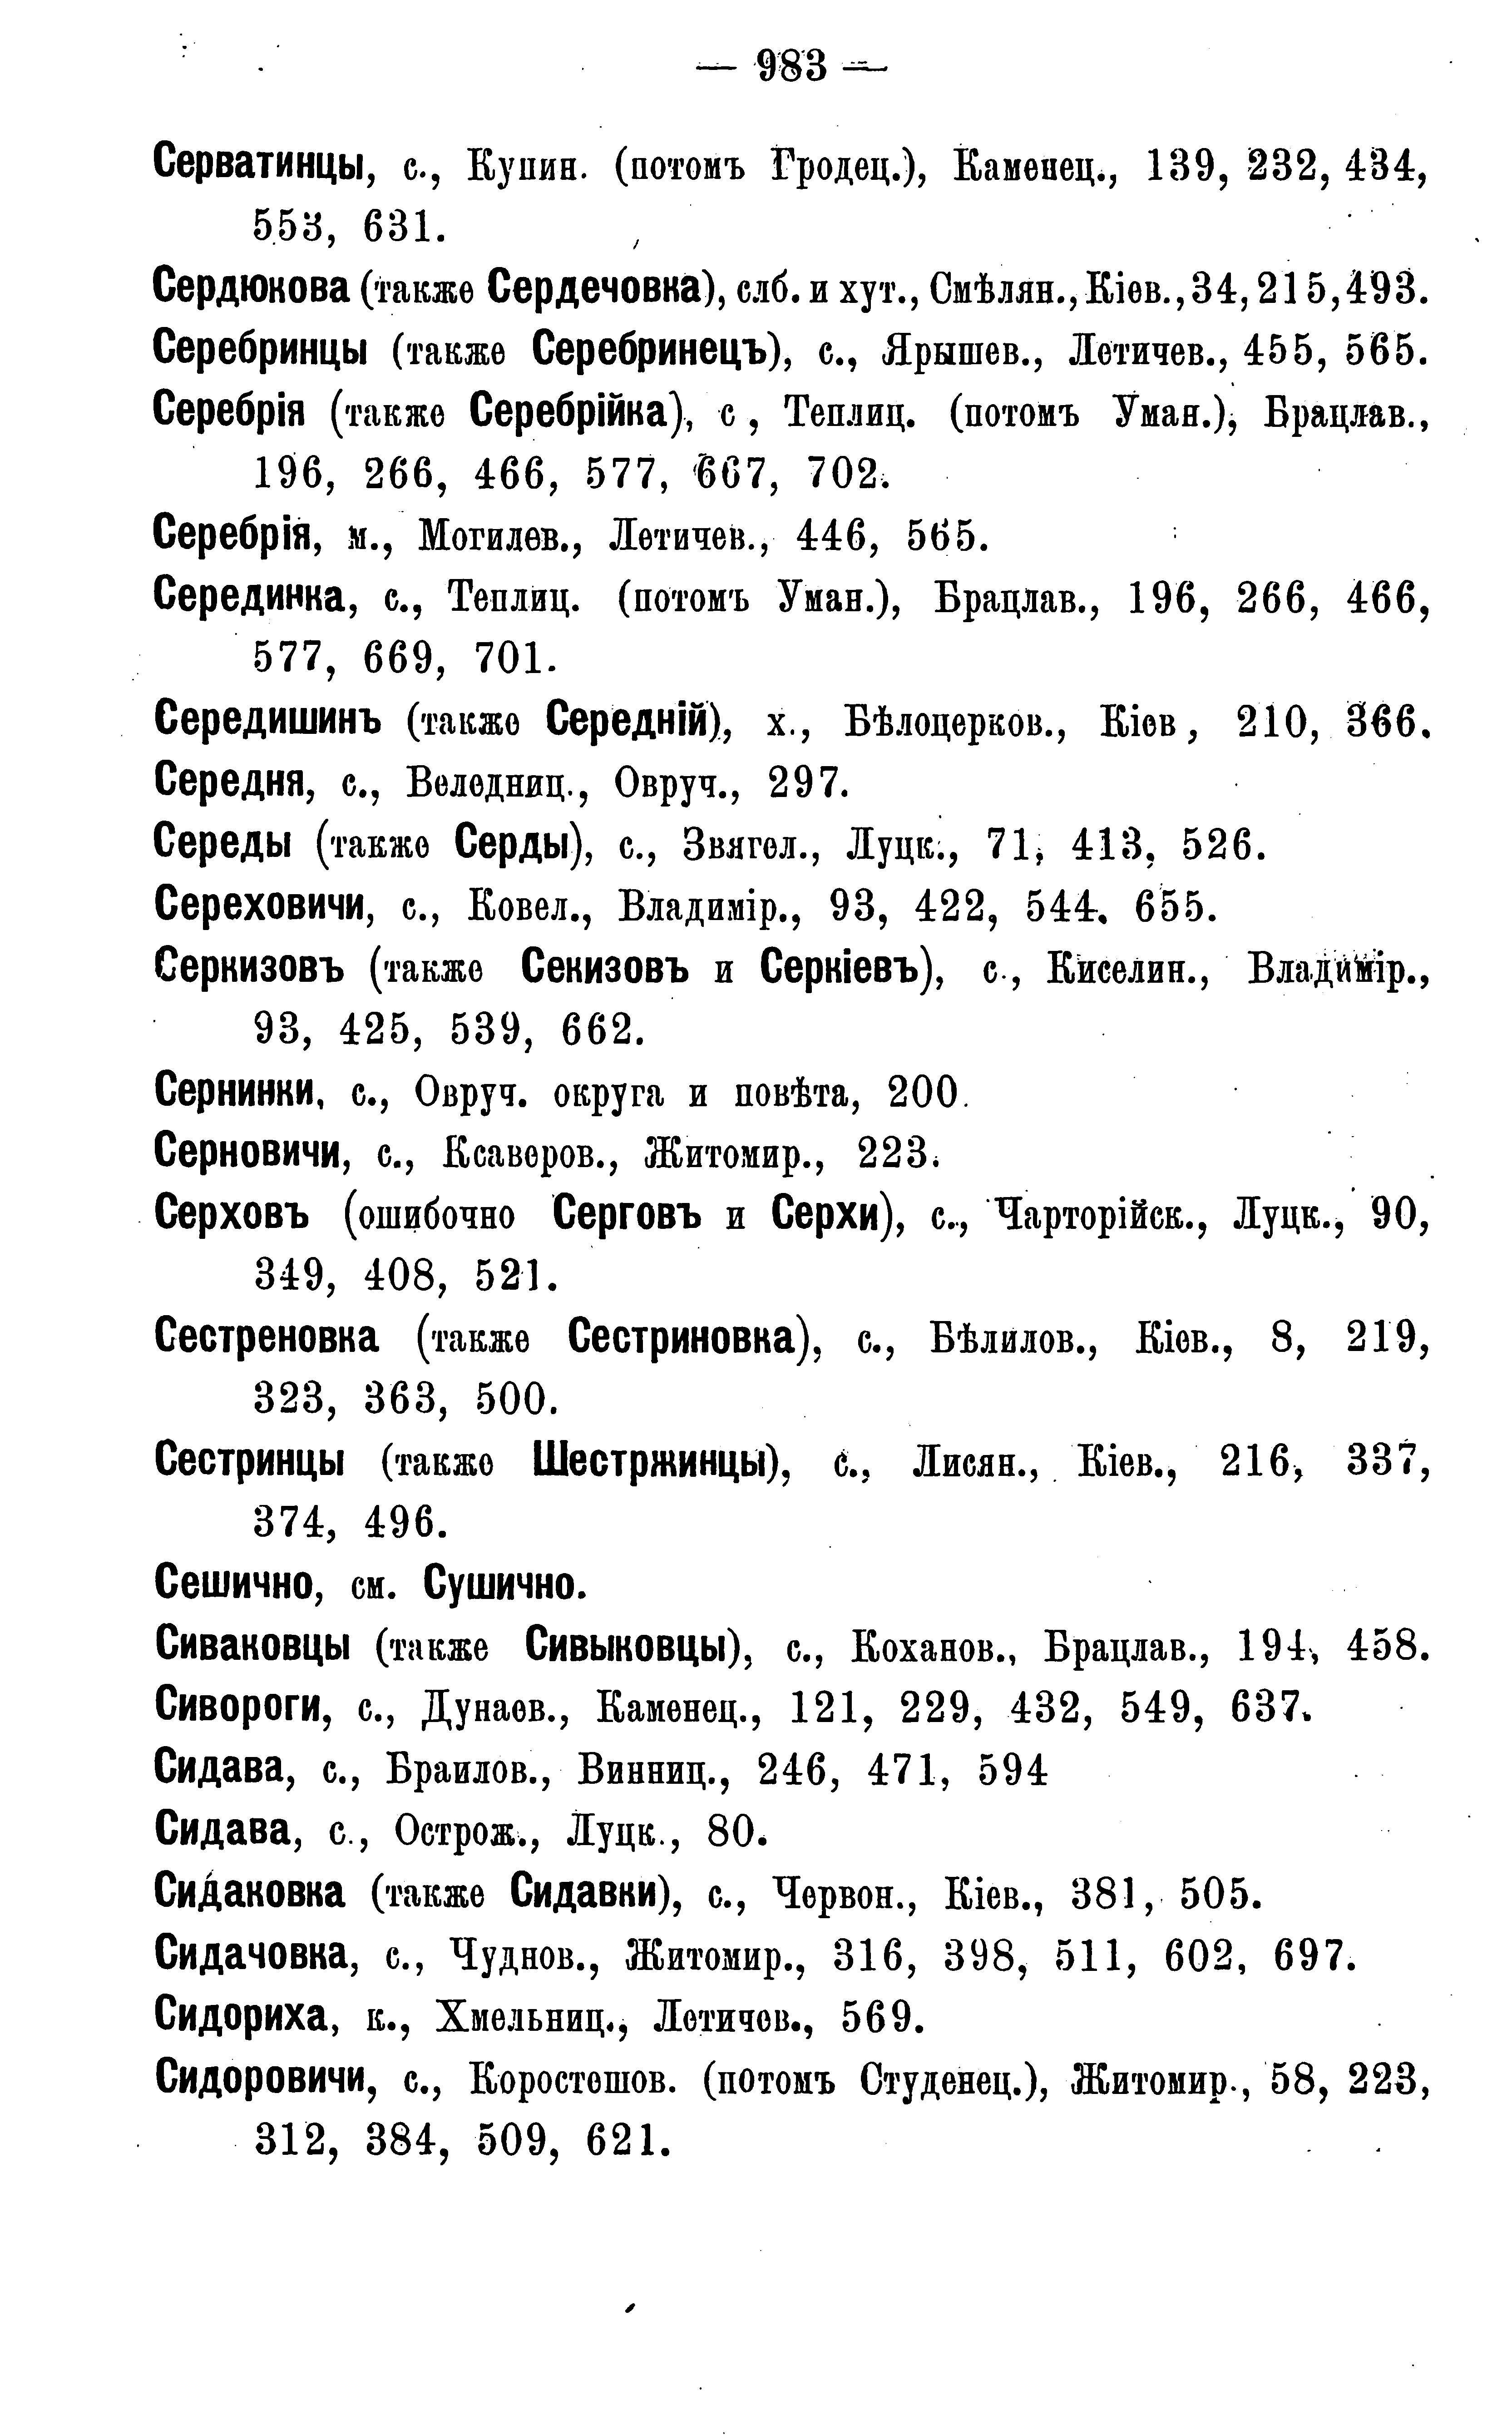 — 983 —
Серватинцы, с., Купин. (потомъ Гродец.), Каменец., 139, 232, 434,
553, 631.
Сердюкова (также Сердечовка), слб. и хут., Смѣлян., Кіев., 34, 215, 493.
Серебринцы (также Серебринецъ), с., Ярышев., Летичев., 455, 565.
Серебрія (также Серебрійка), с , Теплиц. (потомъ Уман.), Брацлав.,
196, 266, 466, 577, 667, 702.
Серебрія, м., Могилев., Летичев., 446, 565.
Серединка, с., Теплиц. (потомъ Уман.), Брацлав., 196, 266, 466,
577, 669, 701.
Середишинъ (также Середній), х., Бѣлоцерков., Кіев , 210, 366.
Середня, с., Веледниц., Овруч., 297.
Середы (также Серды), с., Звягел., Луцк., 71, 413, 526.
Сереховичи, с., Ковел., Владимір., 93, 422, 544, 655.
Серкизовъ (также Секизовъ и Серкіевъ), с., Киселин., Владимір.,
93, 425, 539, 662.
Сернинки, с., Овруч. округа и повѣта, 200.
Серновичи, с., Ксаверов., Житомир., 223.
Серховъ (ошибочно Серговъ и Серхи), с., Чарторійск., Луцк., 90,
349, 408, 521.
Сестреновка (также Сестриновка), с., Бѣлилов., Кіев., 8, 219,
323, 363, 500.
Сестринцы (также Шестржинцы), с., Лисян., Кіев., 216, 337,
374, 496.
Сешично, см. Сушично.
Сиваковцы (также Сивыковцы), с., Коханов., Брацлав., 194, 458.
Сивороги, с., Дунаев., Каменец., 121, 229, 432, 549, 637.
Сидава, с., Браилов., Винниц., 246, 471, 594
Сидава, с., Острож., Луцк., 80.
Сидаковка (также Сидавки), с., Червон., Кіев., 381, 505.
Сидачовка, с., Чуднов., Житомир., 316, 398, 511, 602, 697.
Сидориха, к., Хмельниц., Летичев., 569.
Сидоровичи, с., Коростешов. (потомъ Студенец.), Житомир., 58, 223,
312, 384, 509, 621.